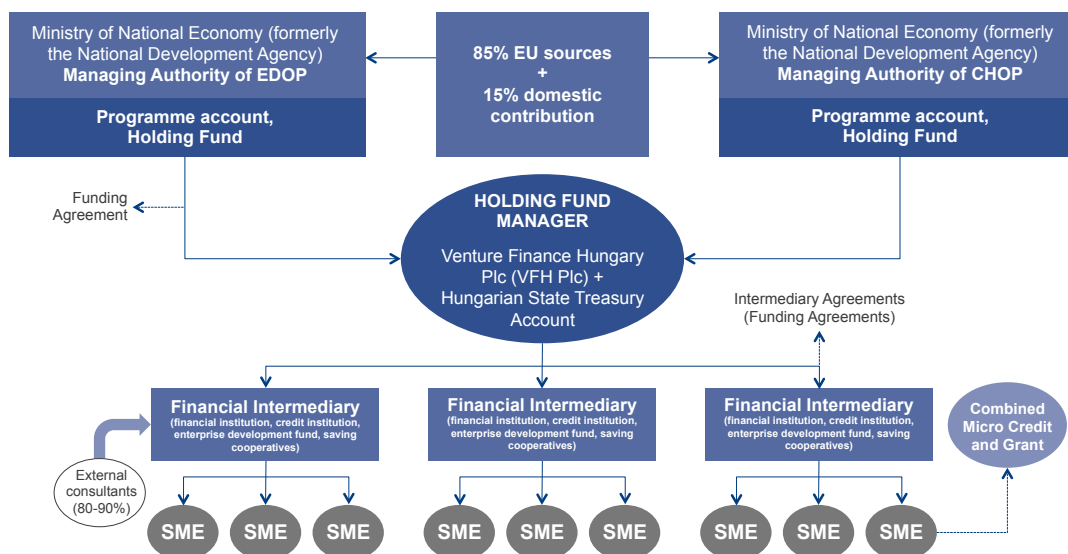 Ministry of National Economy (formerly
the National Development Agency)
Managing Authority of EDOP
Programme account,
Holding Fund
85% EU sources
+
15% domestic
contribution
Ministry of National Economy (formerly
the National Development Agency)
Managing Authority of CHOP
Programme account,
Holding Fund
Funding
Agreement
HOLDING FUND
MANAGER
Venture Finance Hungary
Plc (VFH Plc) +
Hungarian State Treasury
Account
Intermediary Agreements
(Funding Agreements)
Financial Intermediary
(financial institution, credit institution,
enterprise development fund, saving
cooperatives)
Financial Intermediary
(financial institution, credit institution,
enterprise development fund, saving
cooperatives)
Financial Intermediary
(financial institution, credit institution,
enterprise development fund, saving
cooperatives)
Combined
Micro Credit
and Grant
External
consultants
(80-90%)
SME
SME
SME
SME
SME
SME
SME
SME
SME